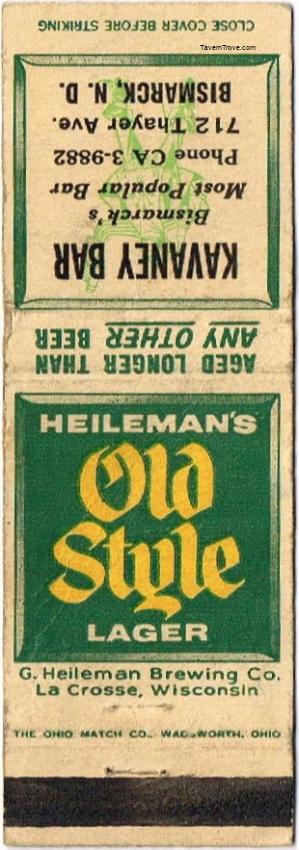 CLOSE COVER BEFORE STRIKING
TavernTrove.com
KAVANEY BAR
Bismarck's
Most Popular Bar
Phone CA 3-9882
712 Thayer Ave.
BISMARCK, N. D.
AGED LONGER THAN
ANY OTHER BEER
HEILEMAN'S
Old
Style
LAGER
G. Heileman Brewing Co.
La Crosse, Wisconsin
THE OHIO MATCH CO., WADSWORTH, OHIO